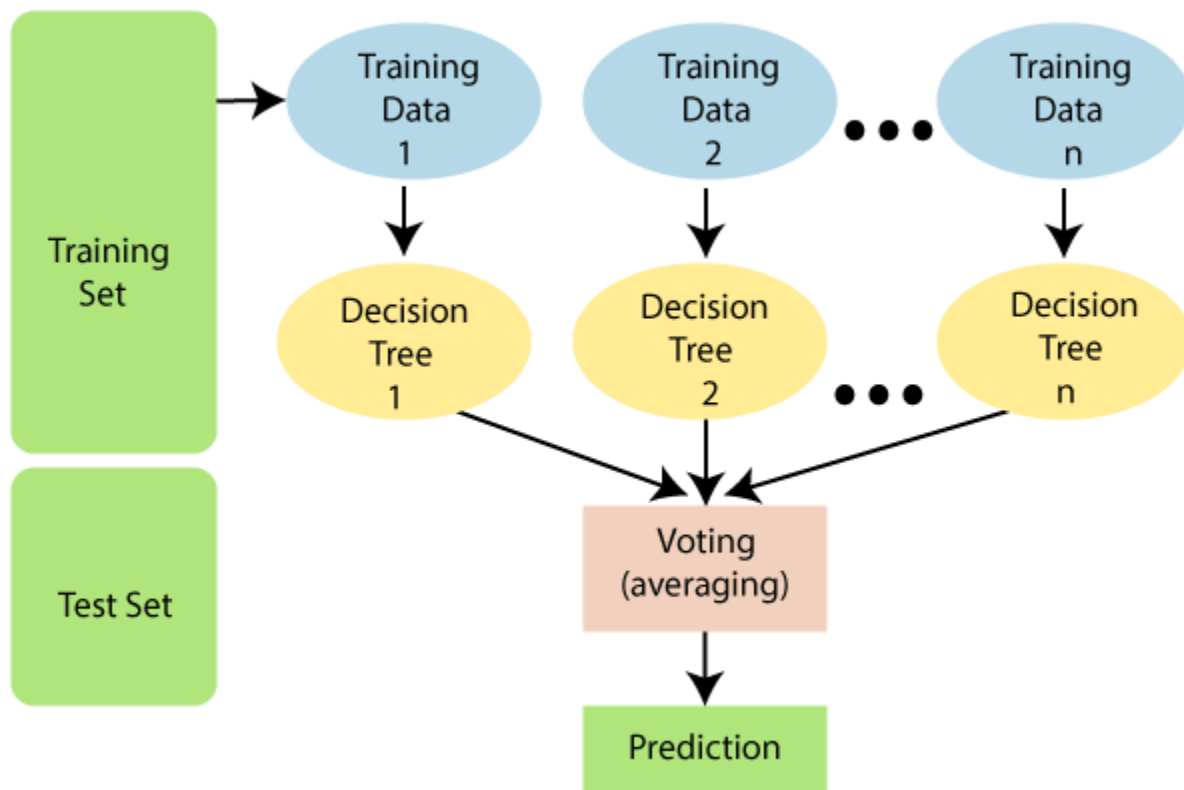 Training
Set
Test Set
Training
Data
1
Training
Data
2
Training
Data
n
Decision
Tree
1
Decision
Tree
2
Decision
Tree
n
Voting
(averaging)
Prediction